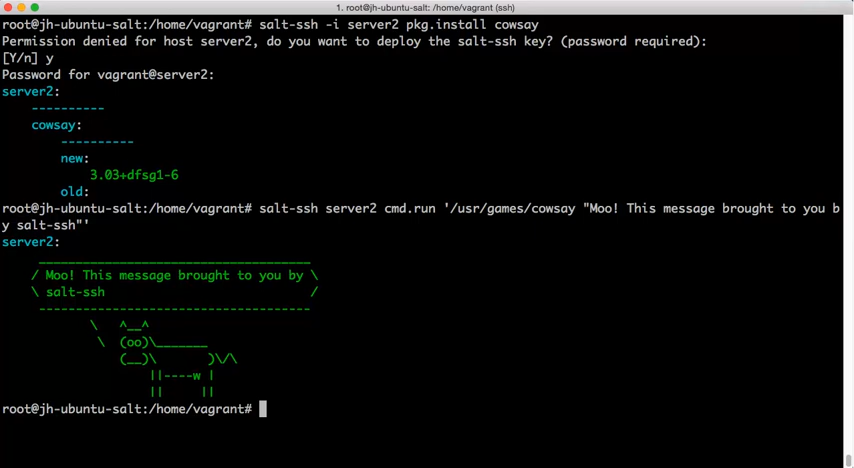 1. root@jh-ubuntu-salt: /home/vagrant (ssh)
root@jh-ubuntu-salt:/home/vagrant# salt-ssh -i server2 pkg.install cowsay
Permission denied for host server2, do you want to deploy the salt-ssh key? (password required):
[Y/n] y
Password for vagrant@server2:
server2:
    ----------
    cowsay:
        ----------
        new:
            3.03+dfsg1-6
        old:
root@jh-ubuntu-salt:/home/vagrant# salt-ssh server2 cmd.run '/usr/games/cowsay "Moo! This message brought to you b
y salt-ssh"'
server2:
     _____________________________________
    / Moo! This message brought to you by \
    \ salt-ssh                            /
     -------------------------------------
            \   ^__^
             \  (oo)\_______
                (__)\       )\/\
                    ||----w |
                    ||     ||
root@jh-ubuntu-salt:/home/vagrant#